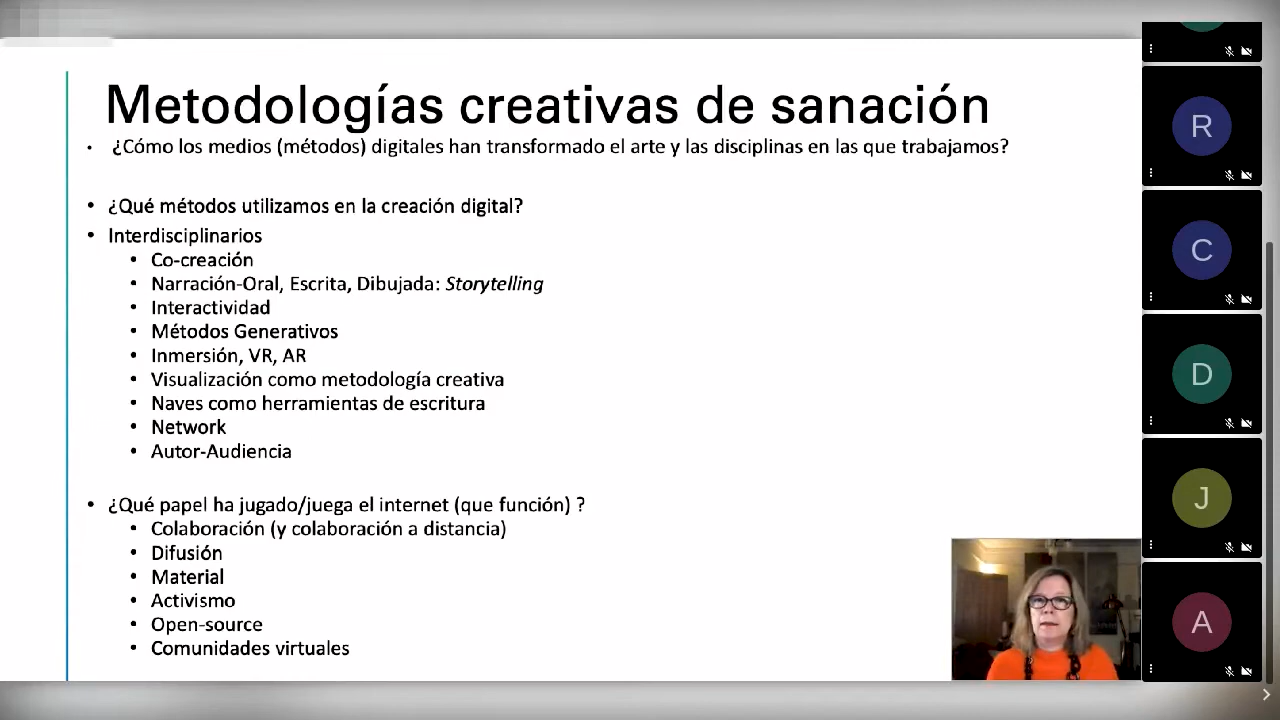 Metodologías creativas de sanación
• ¿Cómo los medios (métodos) digitales han transformado el arte y las disciplinas en las que trabajamos?
• ¿Qué métodos utilizamos en la creación digital?
• Interdisciplinarios
• Co-creación
• Narración-Oral, Escrita, Dibujada: Storytelling
• Interactividad
• Métodos Generativos
• Inmersión, VR, AR
• Visualización como metodología creativa
• Naves como herramientas de escritura
• Network
• Autor-Audiencia
• ¿Qué papel ha jugado/juega el internet (que función) ?
• Colaboración (y colaboración a distancia)
• Difusión
• Material
• Activismo
• Open-source
• Comunidades virtuales
R
C
D
J
A